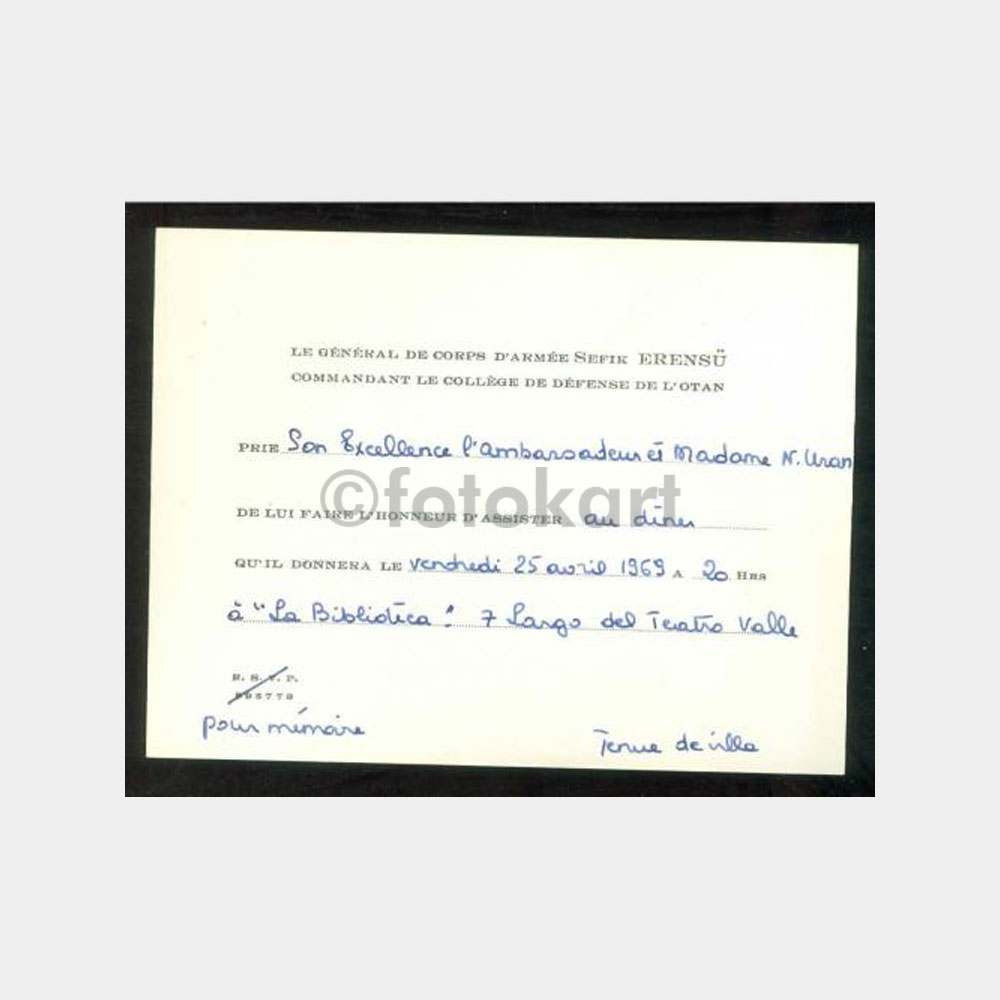 LE GÉNÉRAL DE CORPS D'ARMÉE SEFIK ERENSÜ
COMMANDANT LE COLLÈGE DE DÉFENSE DE L'OTAN
PRIE Son Excellence l'ambassadeur et Madame N. Uran
©fotokart
DE LUI FAIRE L'HONNEUR D'ASSISTER au dîner
QU'IL DONNERA LE vendredi 25 avril 1969 A 20 HRS
à "La Biblioteca" 7 Largo del Teatro Valle
R. S. V. P.
pour mémoire
Tenue de ville